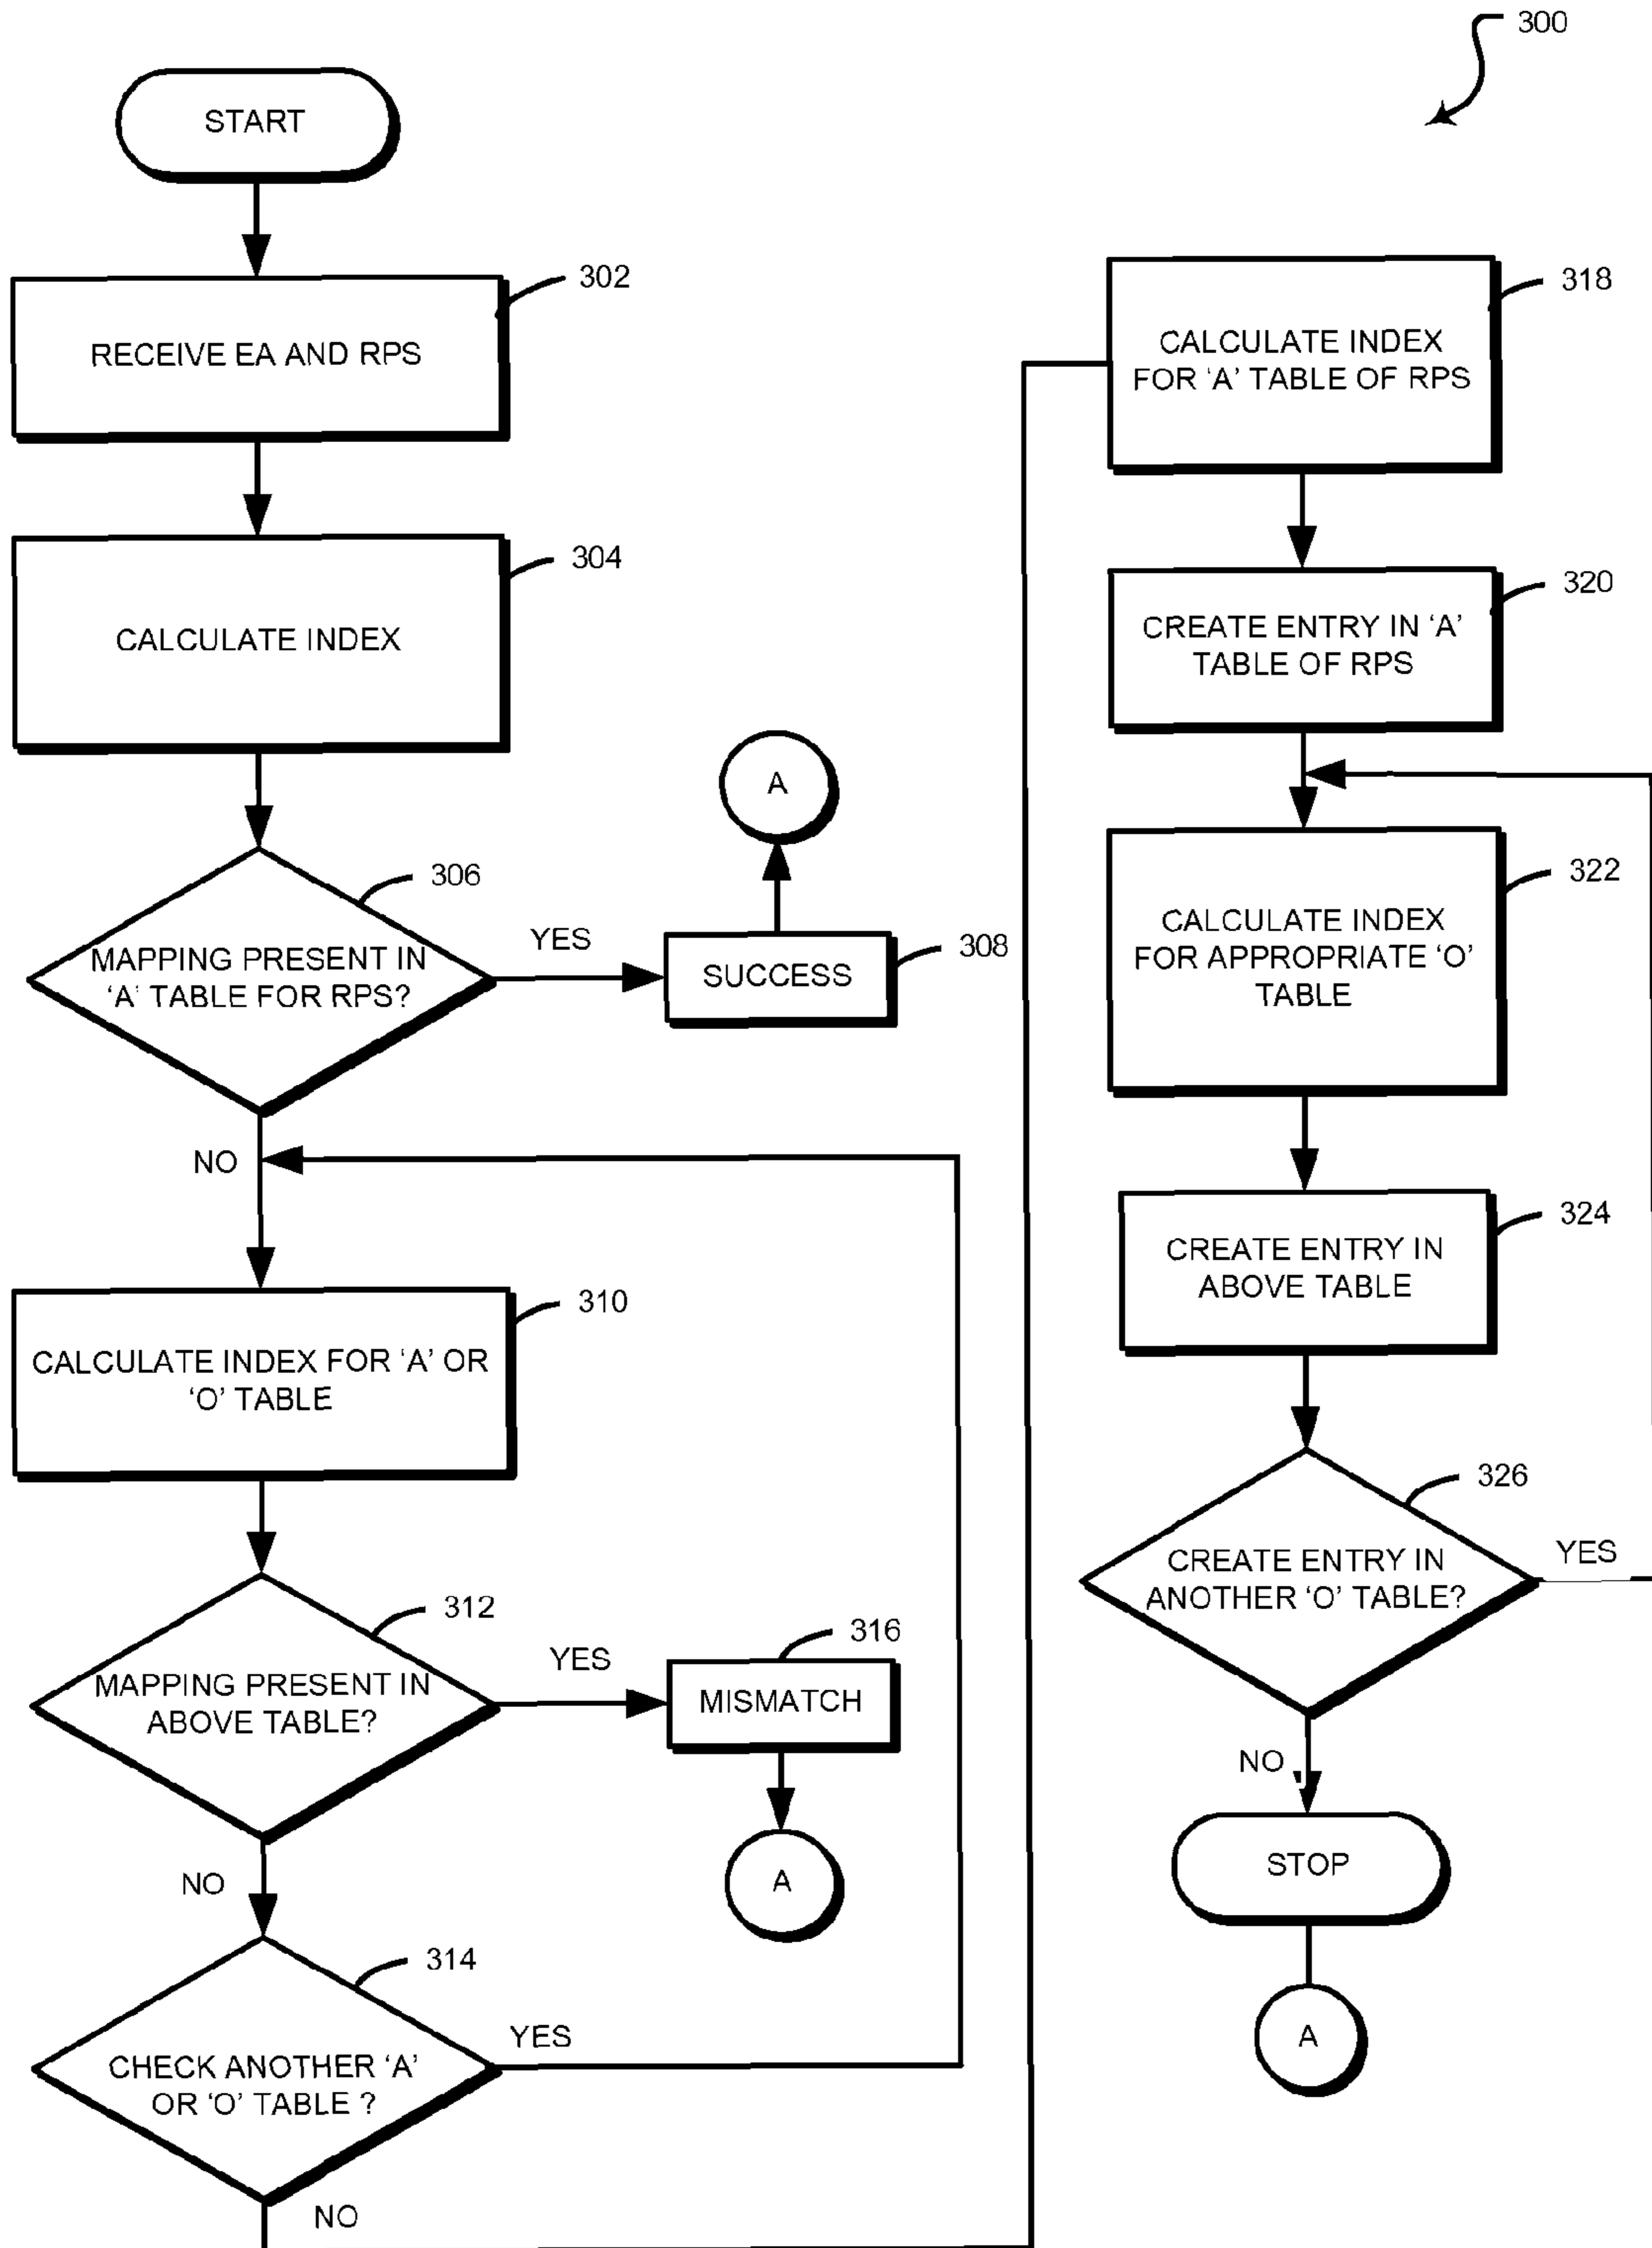 300
START
302
RECEIVE EA AND RPS
304
CALCULATE INDEX
306
MAPPING PRESENT IN
‘A’ TABLE FOR RPS?
YES
SUCCESS
308
A
NO
310
CALCULATE INDEX FOR ‘A’ OR
‘O’ TABLE
312
MAPPING PRESENT IN
ABOVE TABLE?
YES
316
MISMATCH
A
NO
314
CHECK ANOTHER ‘A’
OR ‘O’ TABLE ?
YES
NO
318
CALCULATE INDEX
FOR ‘A’ TABLE OF RPS
320
CREATE ENTRY IN ‘A’
TABLE OF RPS
322
CALCULATE INDEX
FOR APPROPRIATE ‘O’
TABLE
324
CREATE ENTRY IN
ABOVE TABLE
326
CREATE ENTRY IN
ANOTHER ‘O’ TABLE?
YES
NO
STOP
A